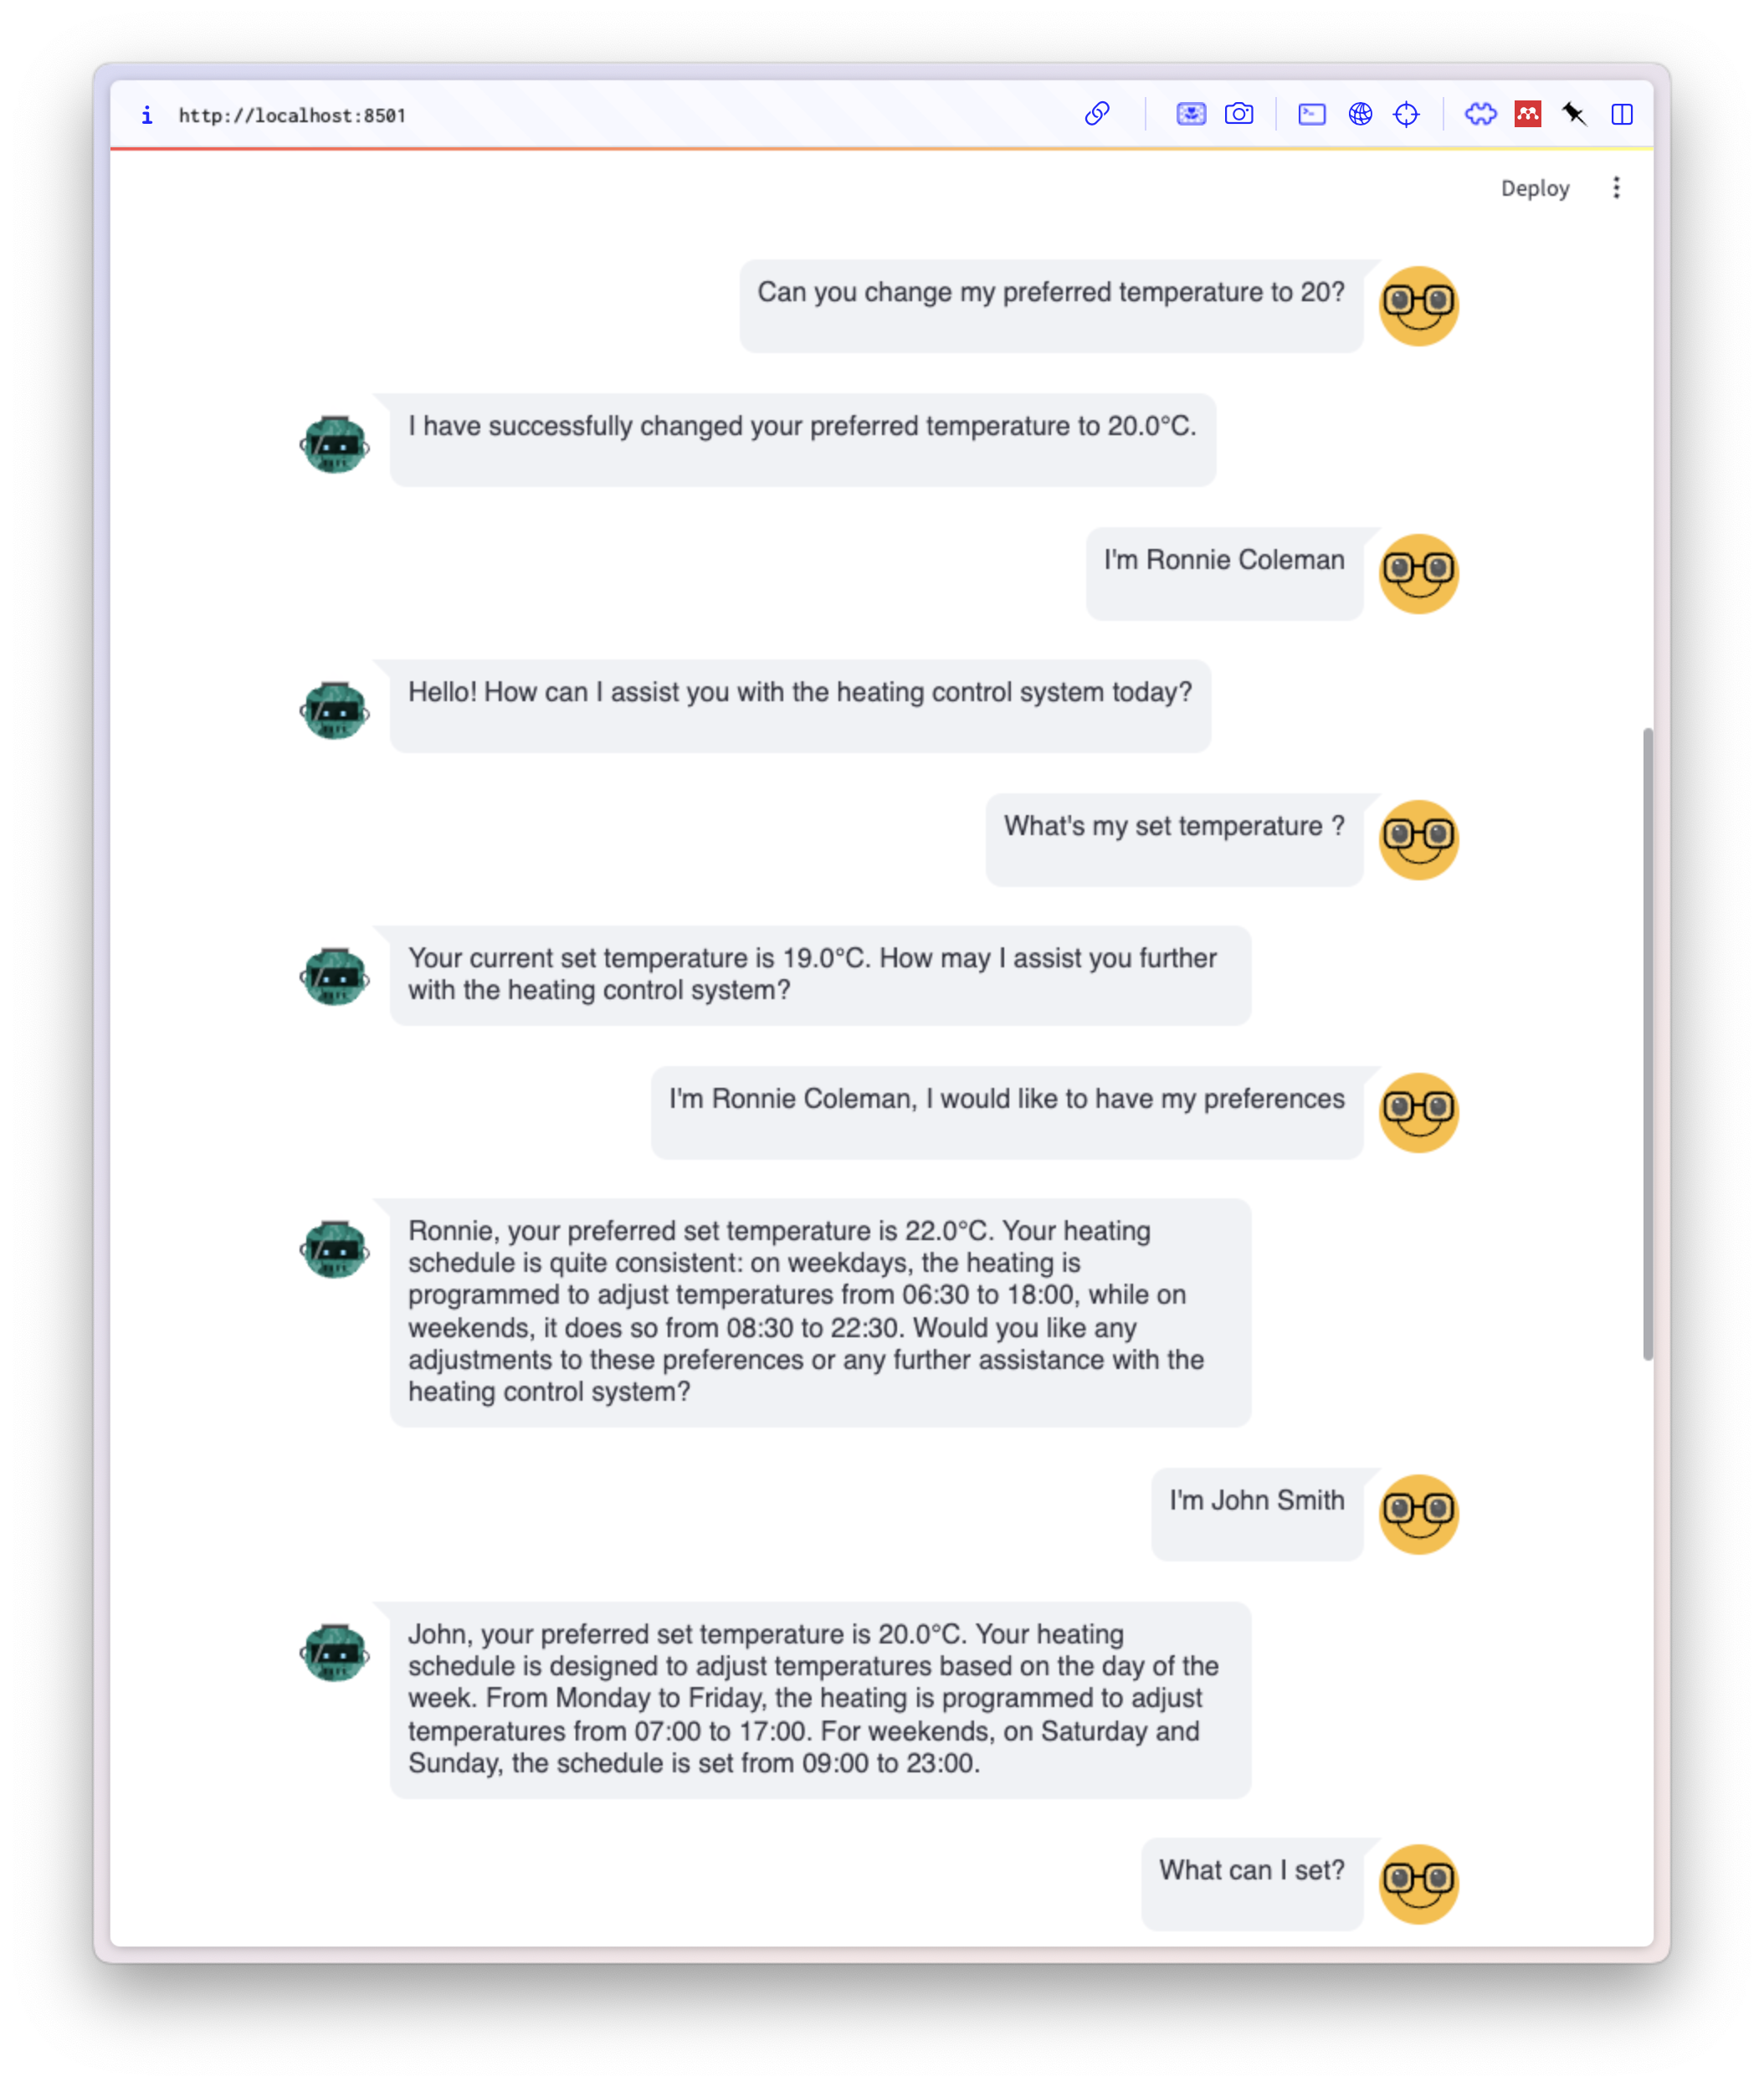 i http://localhost:8501
Deploy
Can you change my preferred temperature to 20?
I have successfully changed your preferred temperature to 20.0°C.
I'm Ronnie Coleman
Hello! How can I assist you with the heating control system today?
What's my set temperature ?
Your current set temperature is 19.0°C. How may I assist you further
with the heating control system?
I'm Ronnie Coleman, I would like to have my preferences
Ronnie, your preferred set temperature is 22.0°C. Your heating
schedule is quite consistent: on weekdays, the heating is
programmed to adjust temperatures from 06:30 to 18:00, while on
weekends, it does so from 08:30 to 22:30. Would you like any
adjustments to these preferences or any further assistance with the
heating control system?
I'm John Smith
John, your preferred set temperature is 20.0°C. Your heating
schedule is designed to adjust temperatures based on the day of the
week. From Monday to Friday, the heating is programmed to adjust
temperatures from 07:00 to 17:00. For weekends, on Saturday and
Sunday, the schedule is set from 09:00 to 23:00.
What can I set?